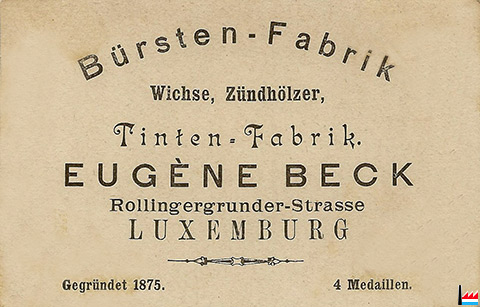 Bürsten-Fabrik
Wichse, Zündhölzer,
Tinten-Fabrik.
EUGÈNE BECK
Rollingergrunder-Strasse
LUXEMBURG
Gegründet 1875.
4 Medaillen.